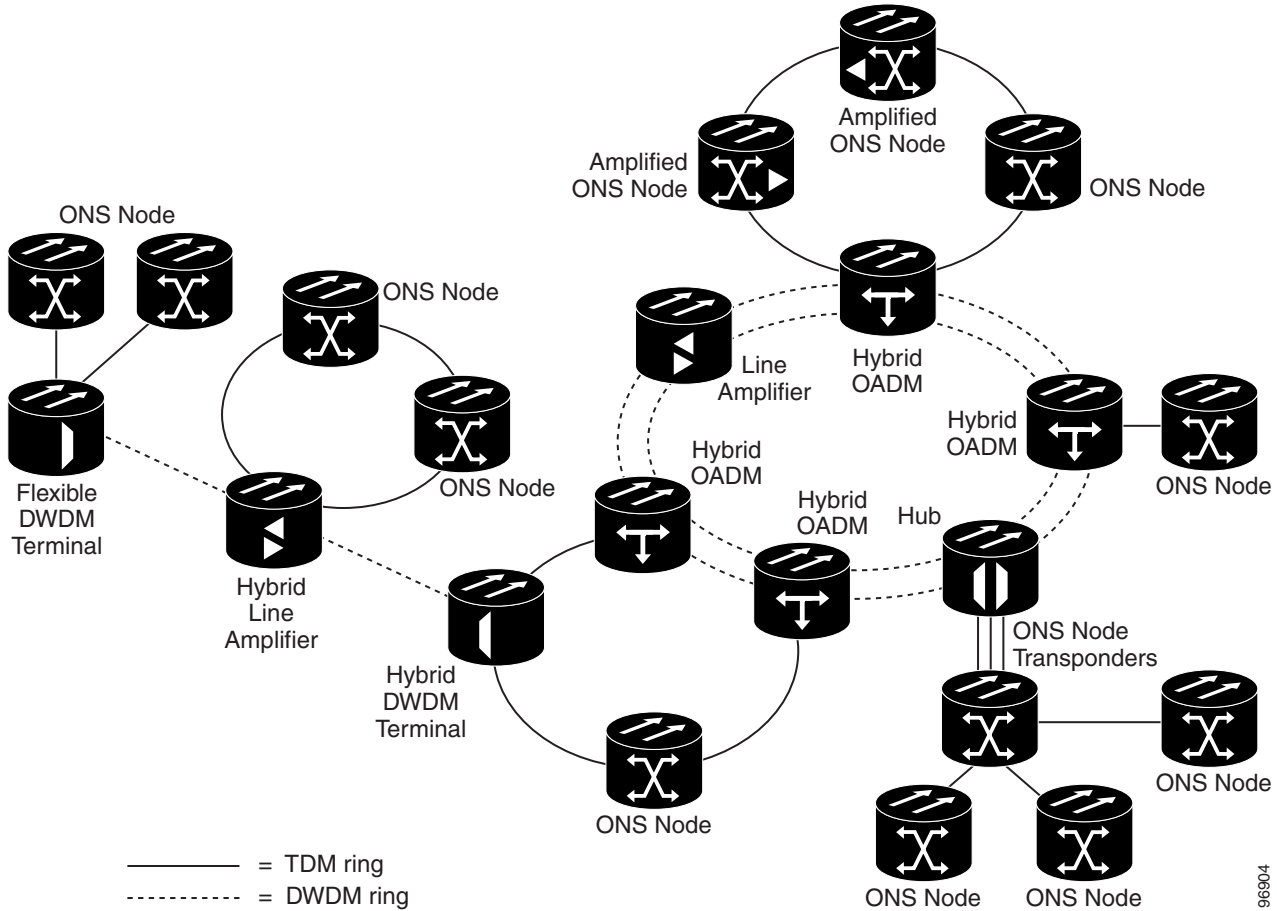 Amplified
ONS Node
Amplified
ONS Node
ONS Node
ONS Node
ONS Node
ONS Node
Flexible
DWDM
Terminal
Hybrid
Line
Amplifier
Line
Amplifier
Hybrid
OADM
Hybrid
OADM
ONS Node
Hybrid
OADM
Hybrid
OADM
Hub
Hybrid
DWDM
Terminal
ONS Node
ONS Node
Transponders
ONS Node
ONS Node
ONS Node
= TDM ring
= DWDM ring
96904